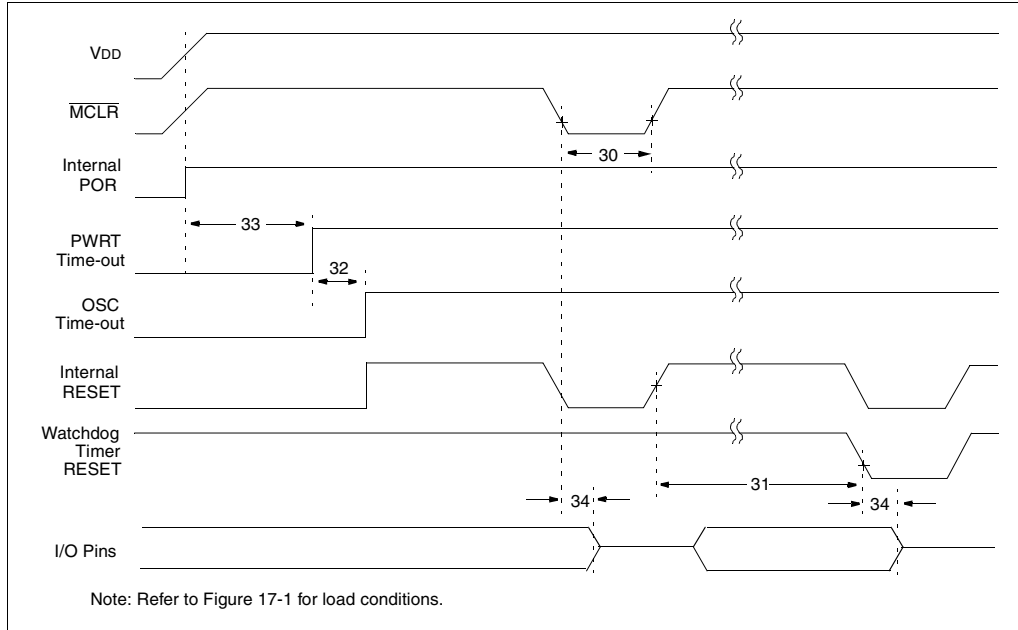 VDD
MCLR
30
Internal
POR
33
PWRT
Time-out
32
OSC
Time-out
Internal
RESET
Watchdog
Timer
RESET
31
34
34
I/O Pins
Note: Refer to Figure 17-1 for load conditions.